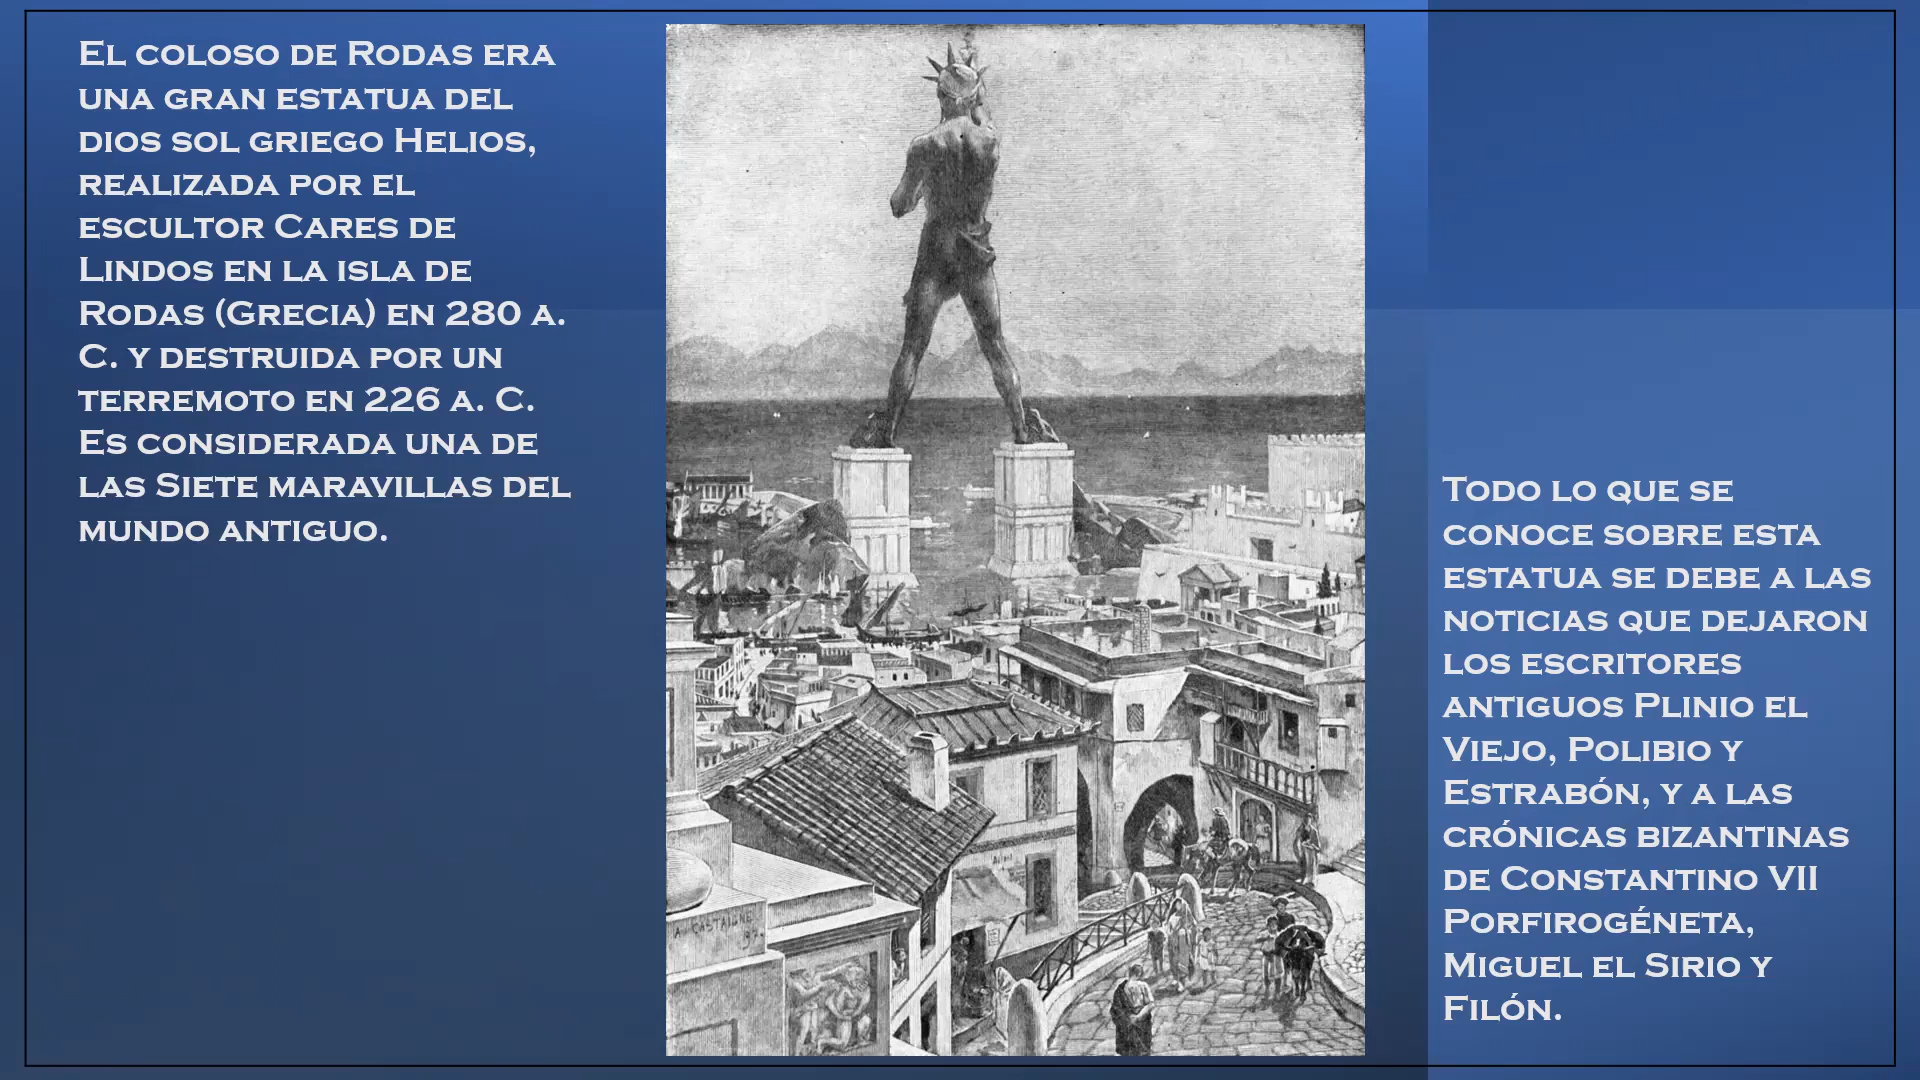 El coloso de Rodas era
una gran estatua del
dios sol griego Helios,
realizada por el
escultor Cares de
Lindos en la isla de
Rodas (Grecia) en 280 a.
C. y destruida por un
terremoto en 226 a. C.
Es considerada una de
las Siete maravillas del
mundo antiguo.
Todo lo que se
conoce sobre esta
estatua se debe a las
noticias que dejaron
los escritores
antiguos Plinio el
Viejo, Polibio y
Estrabón, y a las
crónicas bizantinas
de Constantino VII
Porfirogéneta,
Miguel el Sirio y
Filón.
A. CASTAIGNE